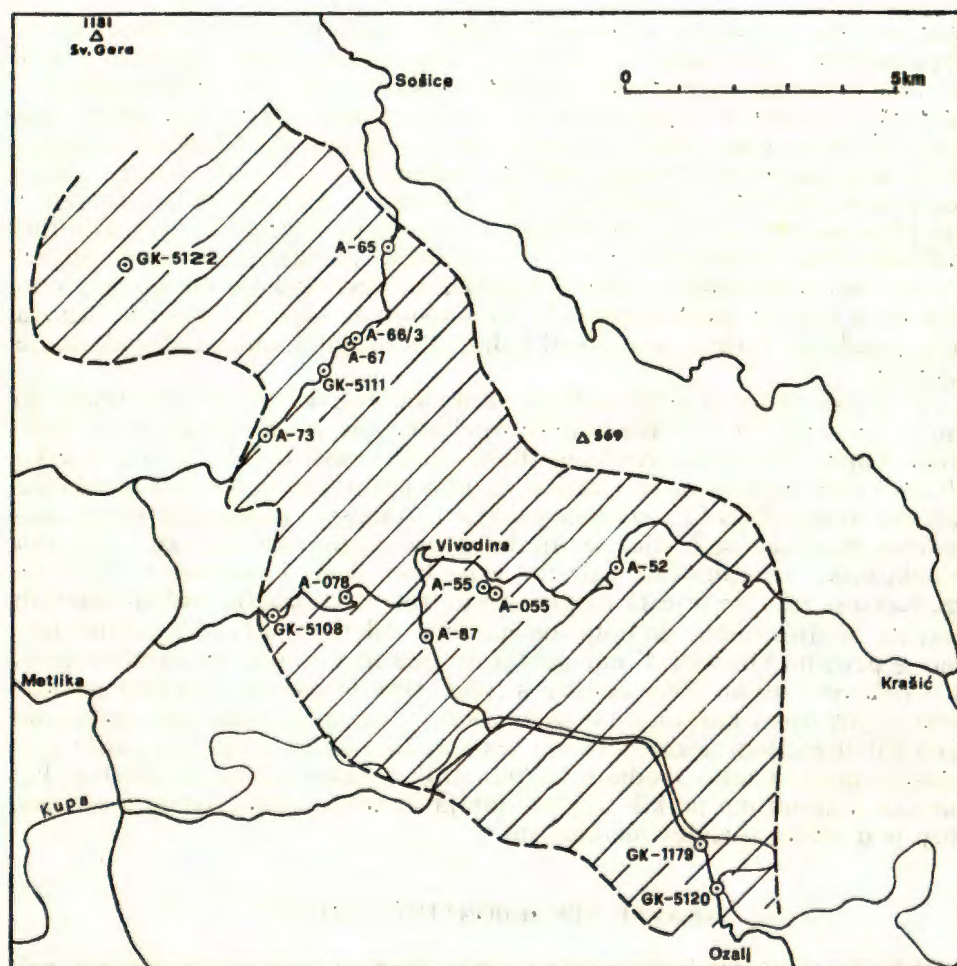 1181
Sv. Gera
Sošice
0 5km
A-65
GK-5122
A-66/3
A-67
GK-5111
A-73
569
Vivodina
A-52
A-078
A-55
A-055
GK-5108
A-87
Metlika
Krašić
Kupa
GK-1179
GK-5120
Ozalj